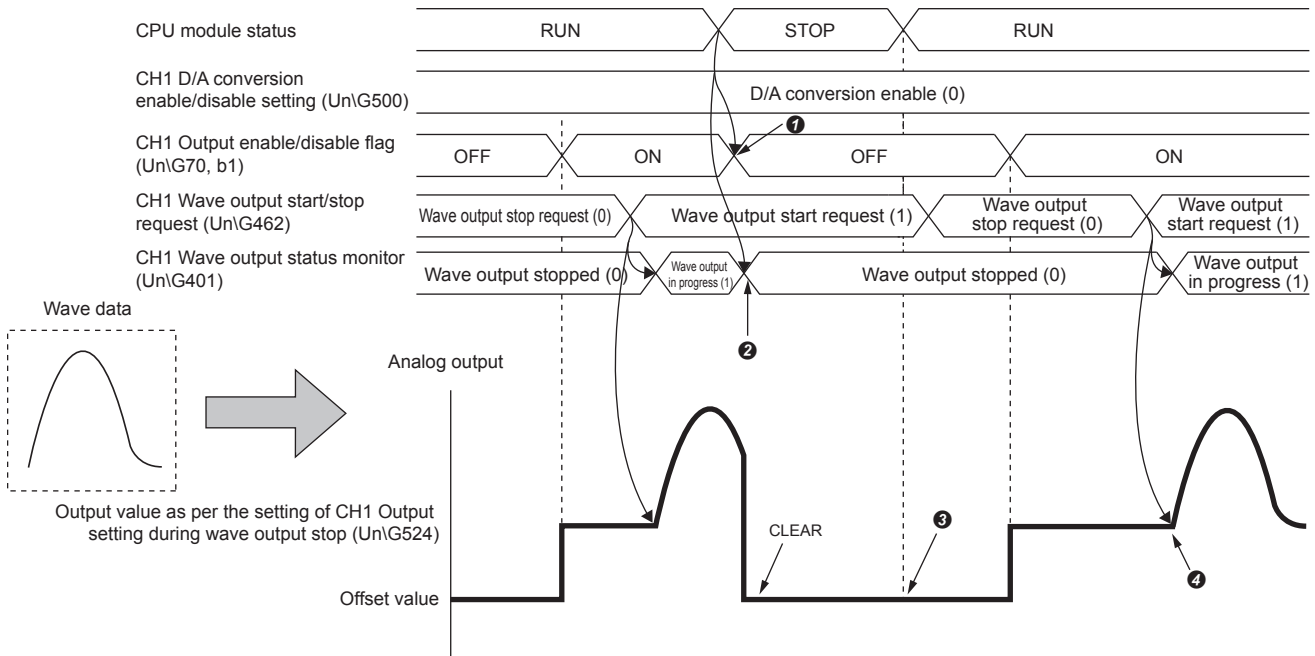 CPU module status
RUN
STOP
RUN
CH1 D/A conversion
enable/disable setting (Un\G500)
D/A conversion enable (0)
CH1 Output enable/disable flag
(Un\G70, b1)
OFF
ON
❶
OFF
ON
CH1 Wave output start/stop
request (Un\G462)
Wave output stop request (0)
Wave output start request (1)
Wave output
stop request (0)
Wave output
start request (1)
CH1 Wave output status monitor
(Un\G401)
Wave output stopped (0)
Wave output
in progress (1)
Wave output stopped (0)
Wave output
in progress (1)
❷
Wave data
Analog output
Output value as per the setting of CH1 Output
setting during wave output stop (Un\G524)
CLEAR
❸
❹
Offset value